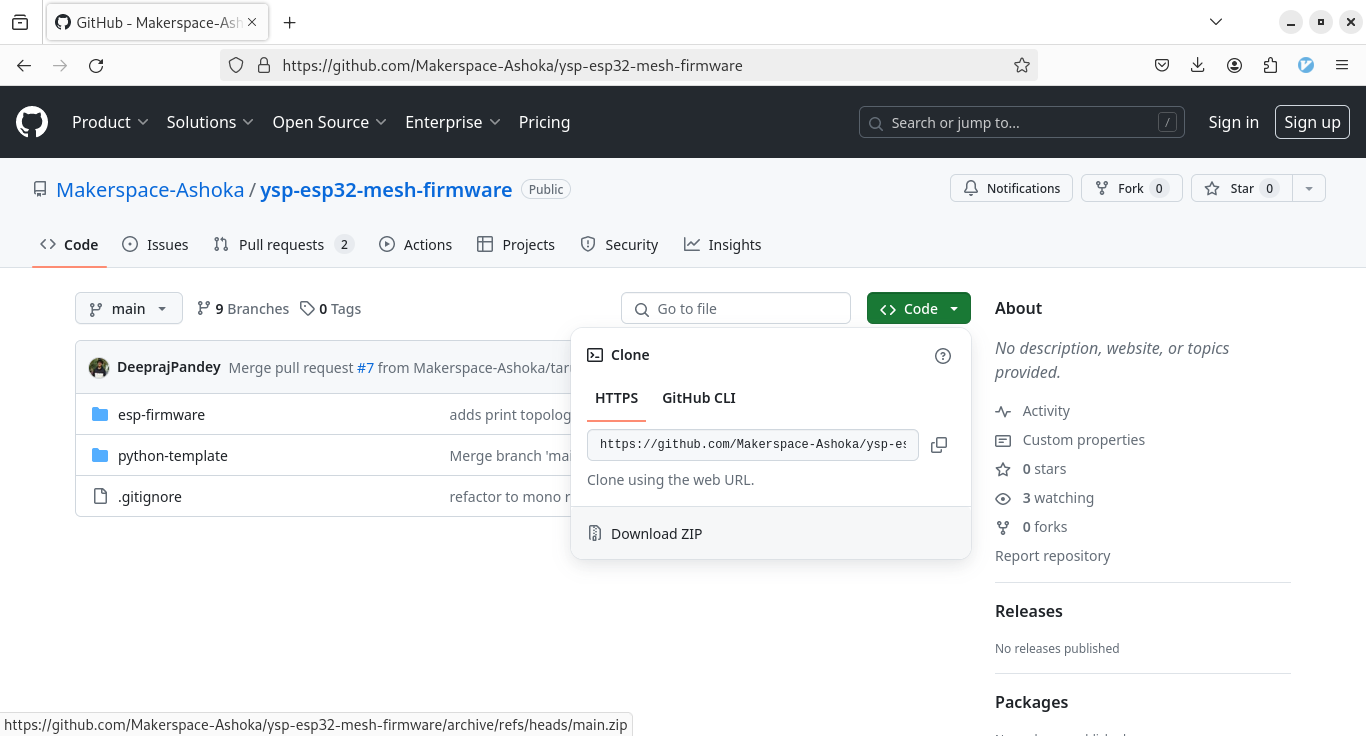 GitHub - Makerspace-Ash
https://github.com/Makerspace-Ashoka/ysp-esp32-mesh-firmware
Product Solutions Open Source Enterprise Pricing Search or jump to... / Sign in Sign up
Makerspace-Ashoka / ysp-esp32-mesh-firmware Public Notifications Fork 0 Star 0
Code Issues Pull requests 2 Actions Projects Security Insights
main 9 Branches 0 Tags Go to file Code
DeeprajPandey Merge pull request #7 from Makerspace-Ashoka/tar
esp-firmware adds print topolog
python-template Merge branch 'mai
.gitignore refactor to mono r
Clone
HTTPS GitHub CLI
https://github.com/Makerspace-Ashoka/ysp-es
Clone using the web URL.
Download ZIP
About
No description, website, or topics
provided.
Activity
Custom properties
0 stars
3 watching
0 forks
Report repository
Releases
No releases published
Packages
https://github.com/Makerspace-Ashoka/ysp-esp32-mesh-firmware/archive/refs/heads/main.zip